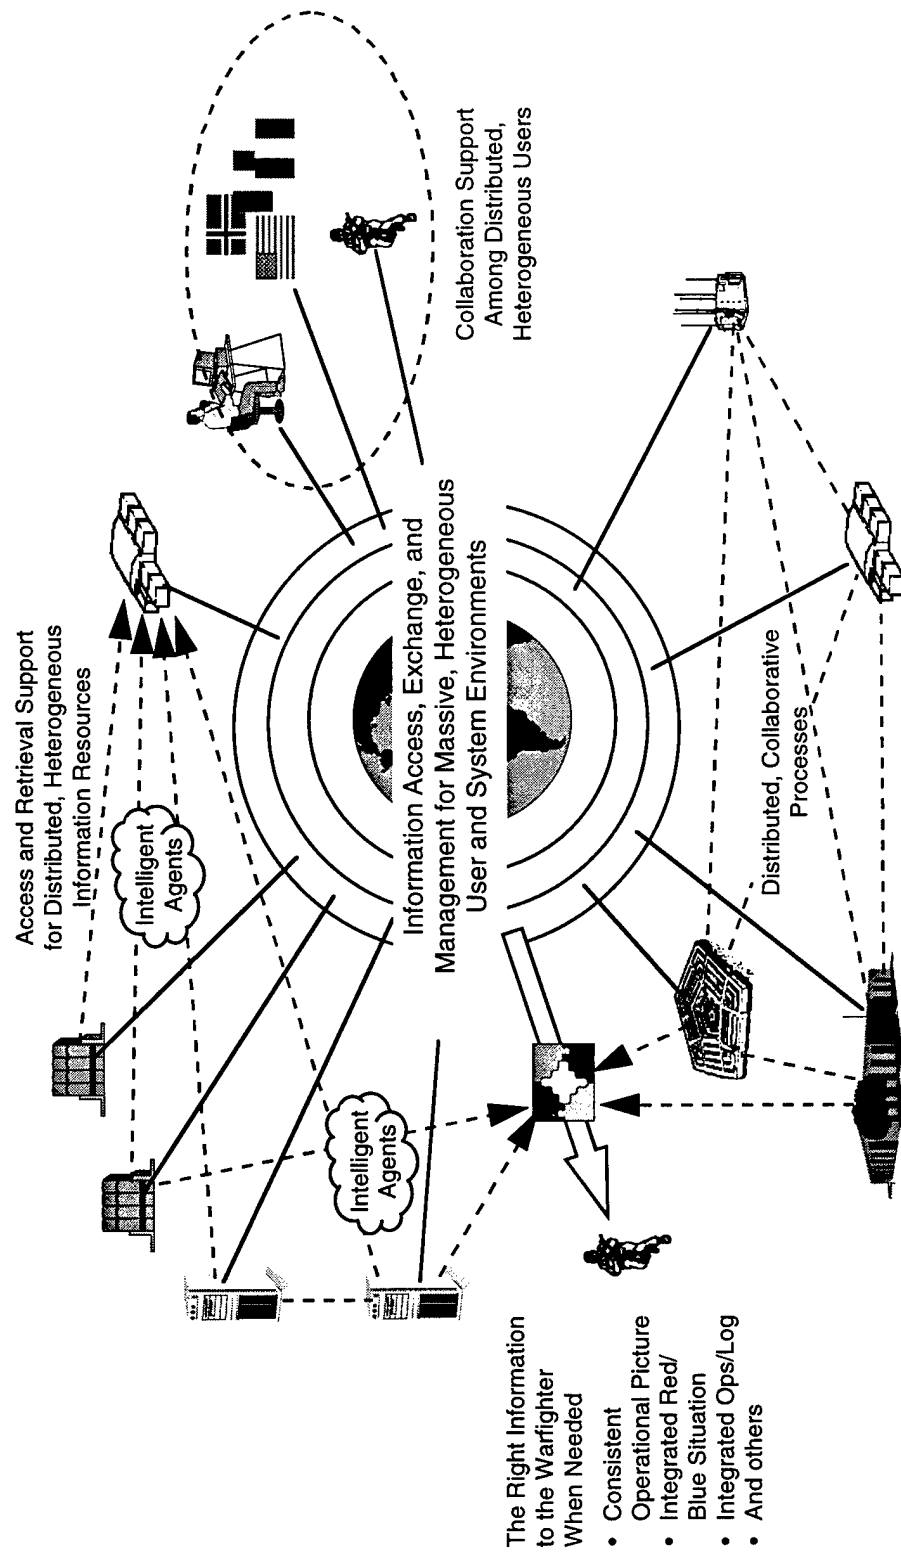 Access and Retrieval Support
for Distributed, Heterogeneous
Information Resources
Intelligent
Agents
Intelligent
Agents
Information Access, Exchange, and
Management for Massive, Heterogeneous
User and System Environments
Collaboration Support
Among Distributed,
Heterogeneous Users
The Right Information
to the Warfighter
When Needed
• Consistent
Operational Picture
• Integrated Red/
Blue Situation
• Integrated Ops/Log
• And others
Distributed, Collaborative
Processes